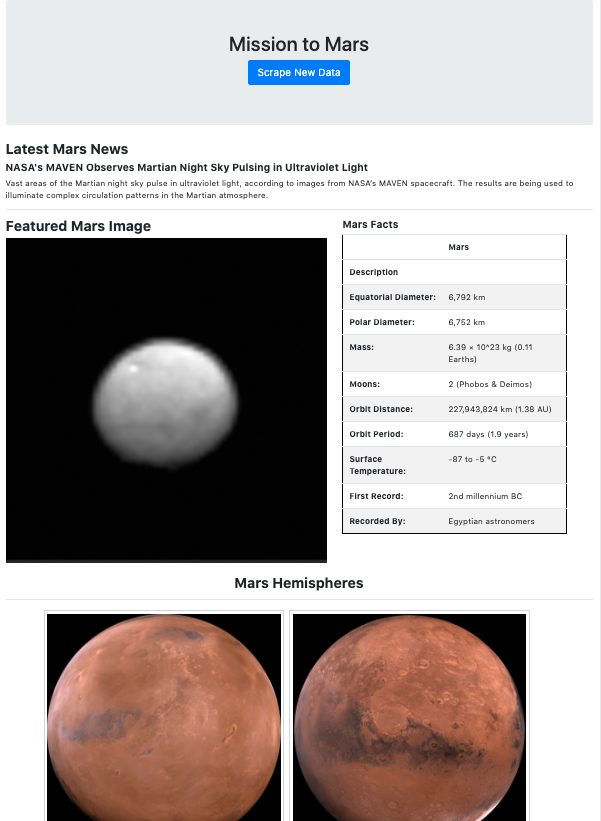 Mission to Mars
Scrape New Data
Latest Mars News
NASA's MAVEN Observes Martian Night Sky Pulsing in Ultraviolet Light
Vast areas of the Martian night sky pulse in ultraviolet light, according to images from NASA's MAVEN spacecraft. The results are being used to
illuminate complex circulation patterns in the Martian atmosphere.
Featured Mars Image
Mars Facts
Mars
Description
Equatorial Diameter: 6,792 km
Polar Diameter: 6,752 km
Mass: 6.39 × 10^23 kg (0.11
Earths)
Moons: 2 (Phobos & Deimos)
Orbit Distance: 227,943,824 km (1.38 AU)
Orbit Period: 687 days (1.9 years)
Surface -87 to -5 °C
Temperature:
First Record: 2nd millennium BC
Recorded By: Egyptian astronomers
Mars Hemispheres